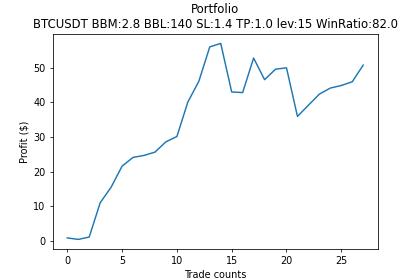 Portfolio
BTCUSDT BBM:2.8 BBL:140 SL:1.4 TP:1.0 lev:15 WinRatio:82.0
Profit ($)
50
40
30
20
10
0
0 5 10 15 20 25
Trade counts